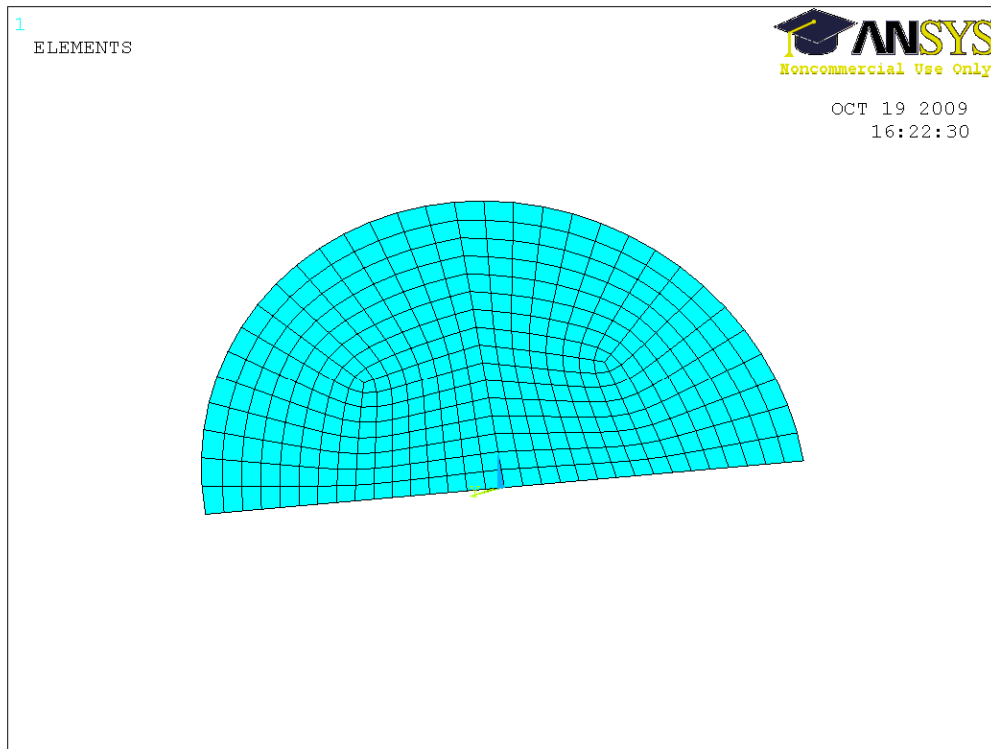 1
ELEMENTS
ANSYS
Noncommercial Use Only
OCT 19 2009
16:22:30